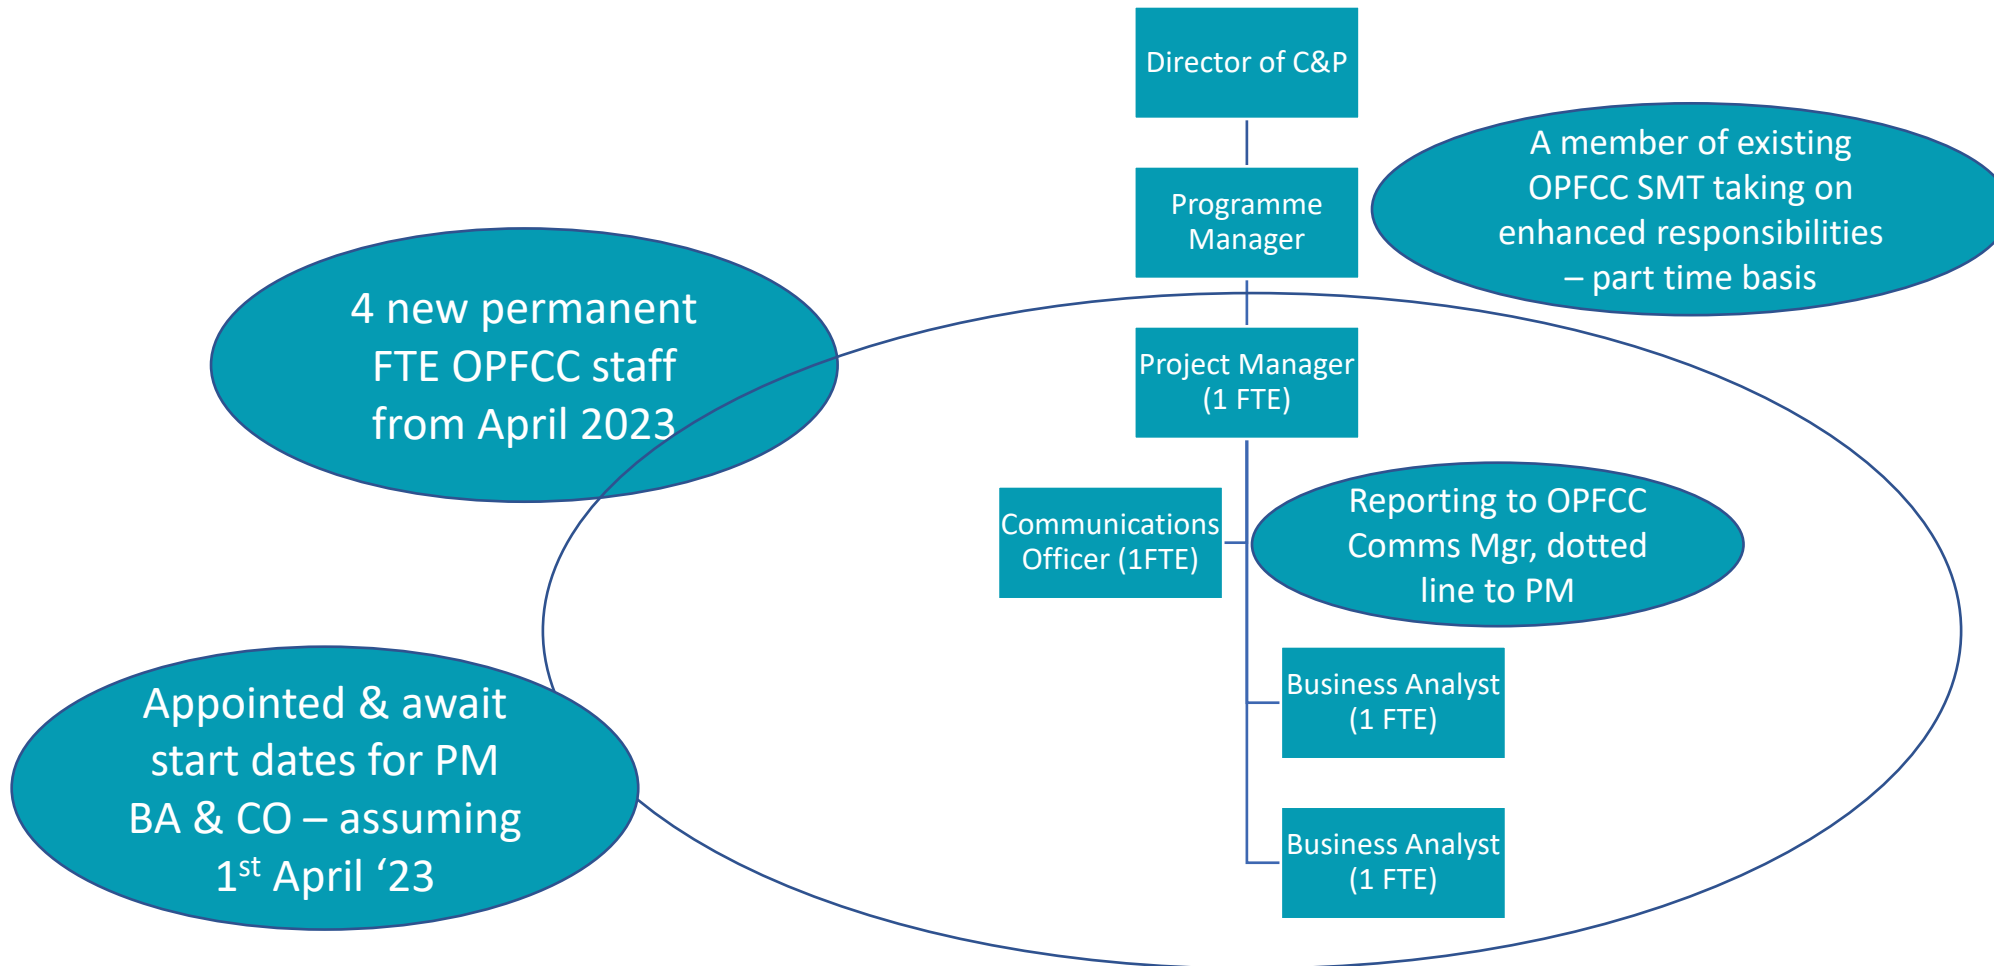 Director of C&P
Programme
Manager
A member of existing
OPFCC SMT taking on
enhanced responsibilities
– part time basis
4 new permanent
FTE OPFCC staff
from April 2023
Project Manager
(1 FTE)
Communications
Officer (1FTE)
Reporting to OPFCC
Comms Mgr, dotted
line to PM
Appointed & await
start dates for PM
BA & CO – assuming
1st April ‘23
Business Analyst
(1 FTE)
Business Analyst
(1 FTE)